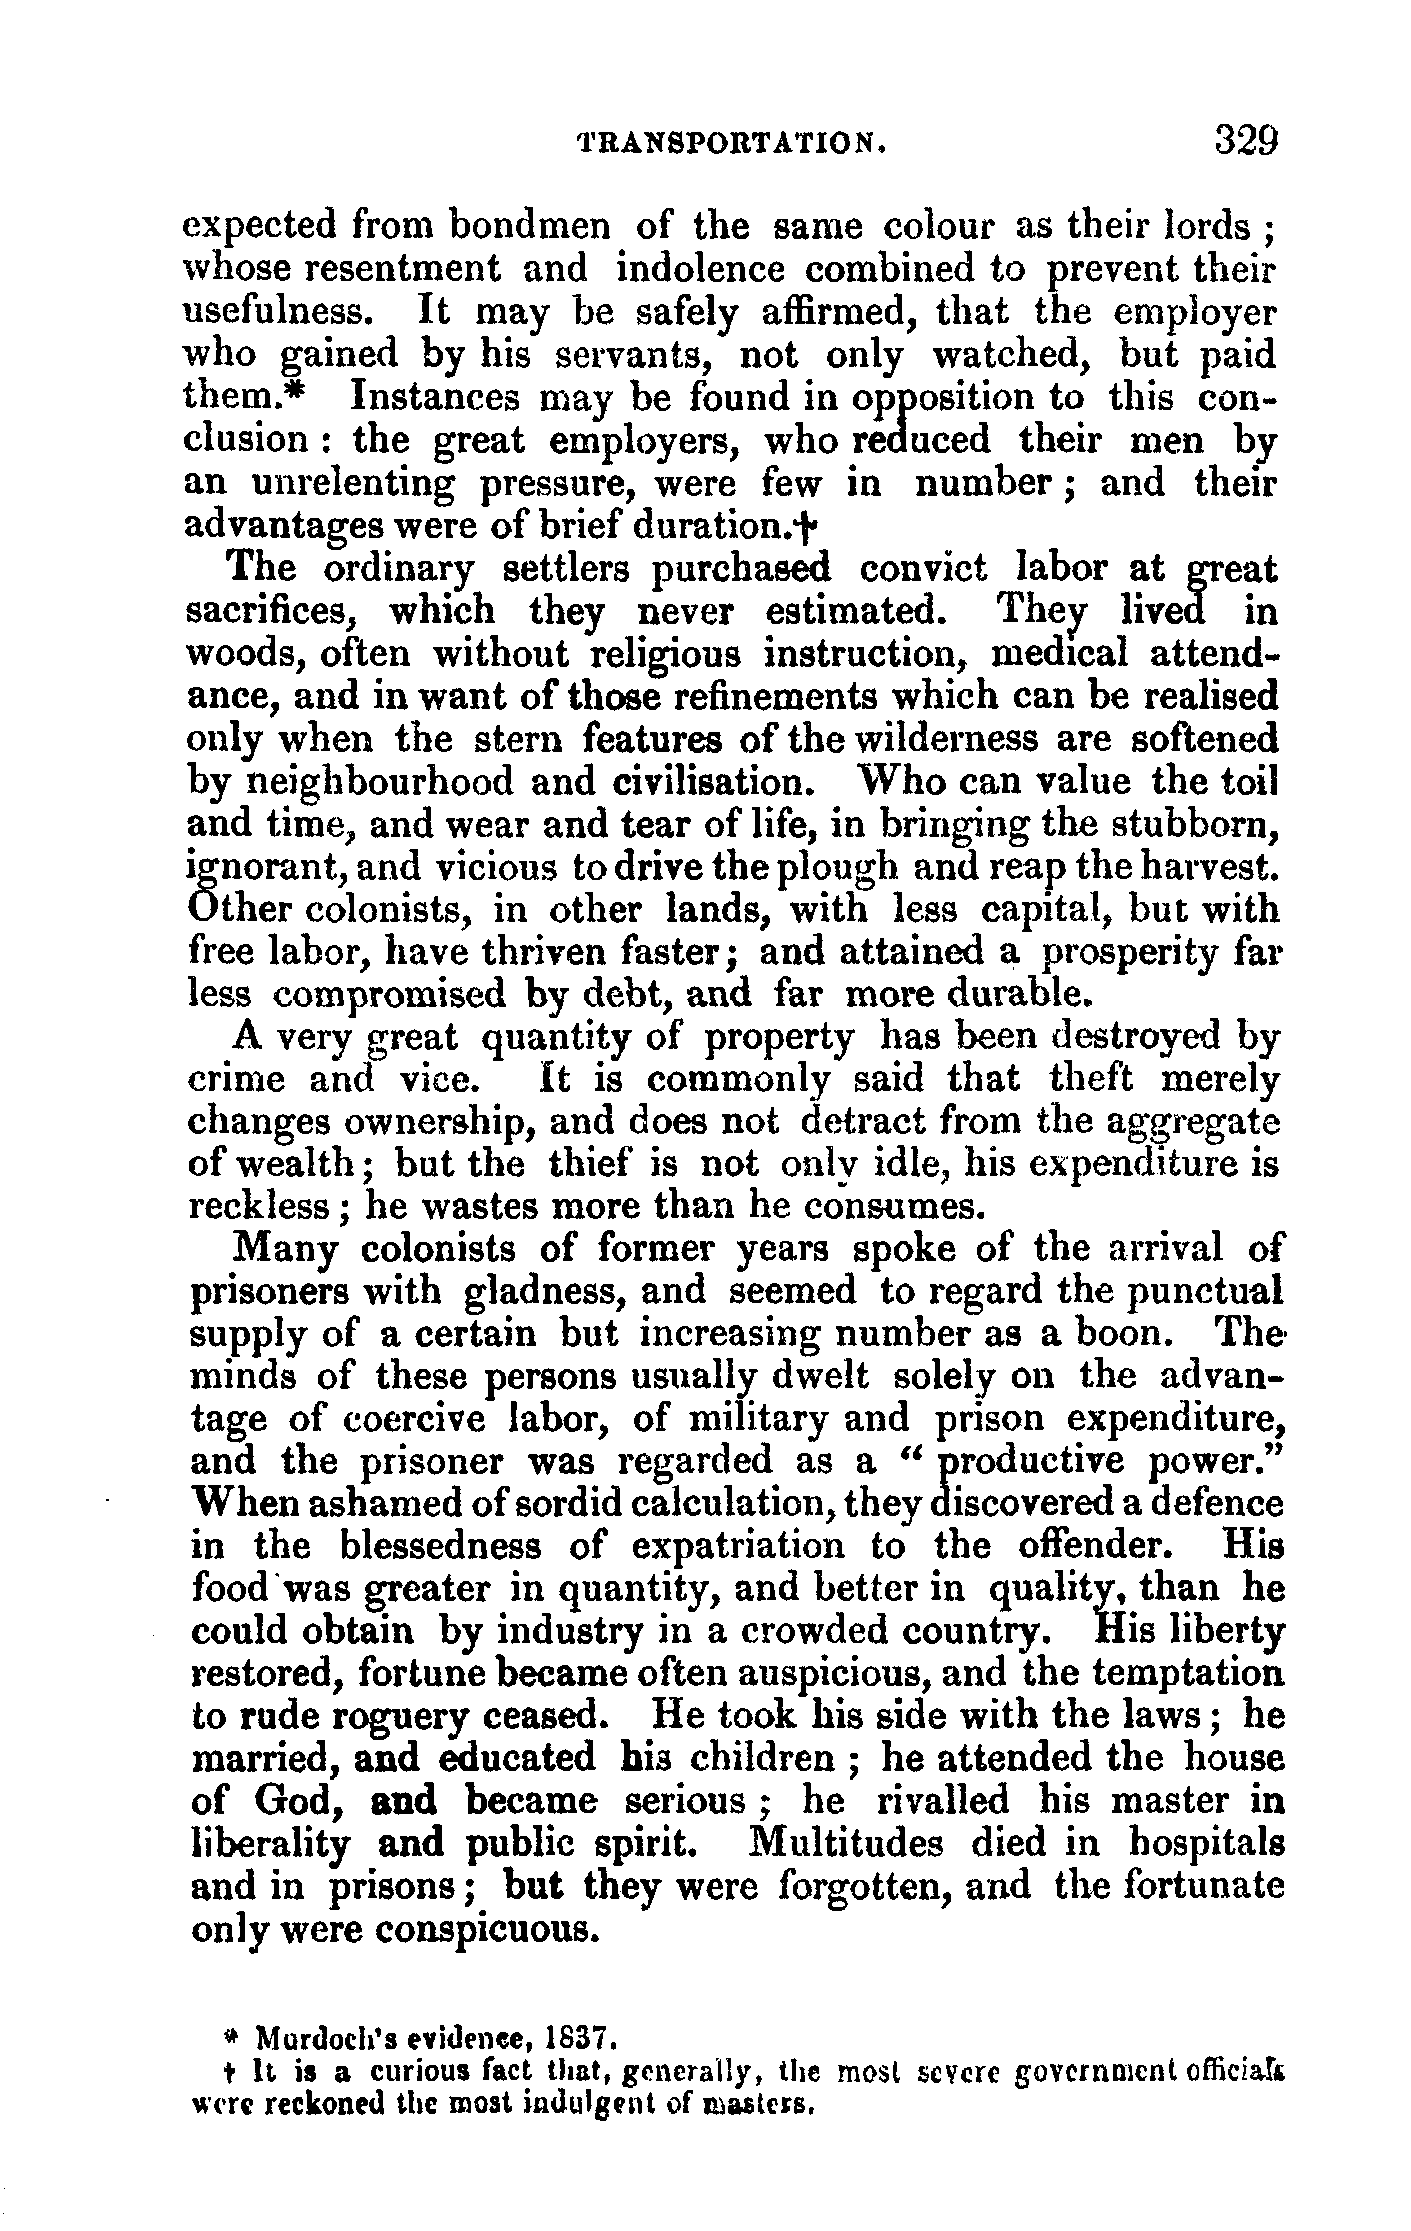 TRANSPORTATION. 329
expected from bondmen of the same colour as their lords ;
whose resentment and indolence combined to prevent their
usefulness. It may be safely affirmed, that the employer
who gained by his servants, not only watched, but paid
them.* Instances may be found in opposition to this con-
clusion : the great employers, who reduced their men by
an unrelenting pressure, were few in number ; and their
advantages were of brief duration.†
The ordinary settlers purchased convict labor at great
sacrifices, which they never estimated. They lived in
woods, often without religious instruction, medical attend-
ance, and in want of those refinements which can be realised
only when the stern features of the wilderness are softened
by neighbourhood and civilisation. Who can value the toil
and time, and wear and tear of life, in bringing the stubborn,
ignorant, and vicious to drive the plough and reap the harvest.
Other colonists, in other lands, with less capital, but with
free labor, have thriven faster; and attained a prosperity far
less compromised by debt, and far more durable.
A very great quantity of property has been destroyed by
crime and vice. It is commonly said that theft merely
changes ownership, and does not detract from the aggregate
of wealth ; but the thief is not only idle, his expenditure is
reckless ; he wastes more than he consumes.
Many colonists of former years spoke of the arrival of
prisoners with gladness, and seemed to regard the punctual
supply of a certain but increasing number as a boon. The
minds of these persons usually dwelt solely on the advan-
tage of coercive labor, of military and prison expenditure,
and the prisoner was regarded as a “ productive power.”
When ashamed of sordid calculation, they discovered a defence
in the blessedness of expatriation to the offender. His
food was greater in quantity, and better in quality, than he
could obtain by industry in a crowded country. His liberty
restored, fortune became often auspicious, and the temptation
to rude roguery ceased. He took his side with the laws ; he
married, and educated his children ; he attended the house
of God, and became serious ; he rivalled his master in
liberality and public spirit. Multitudes died in hospitals
and in prisons ; but they were forgotten, and the fortunate
only were conspicuous.
* Murdoch's evidence, 1837.
† It is a curious fact that, generally, the most severe government officials
were reckoned the most indulgent of masters.